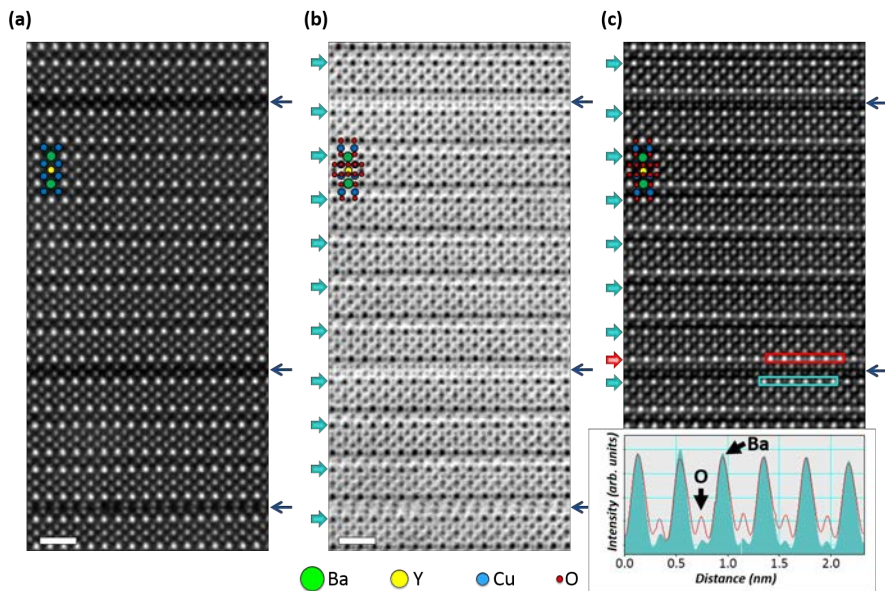 (a)
(b)
(c)
Intensity (arb. units)
Ba
O
0.0 0.5 1.0 1.5 2.0
Distance (nm)
Ba Y Cu O